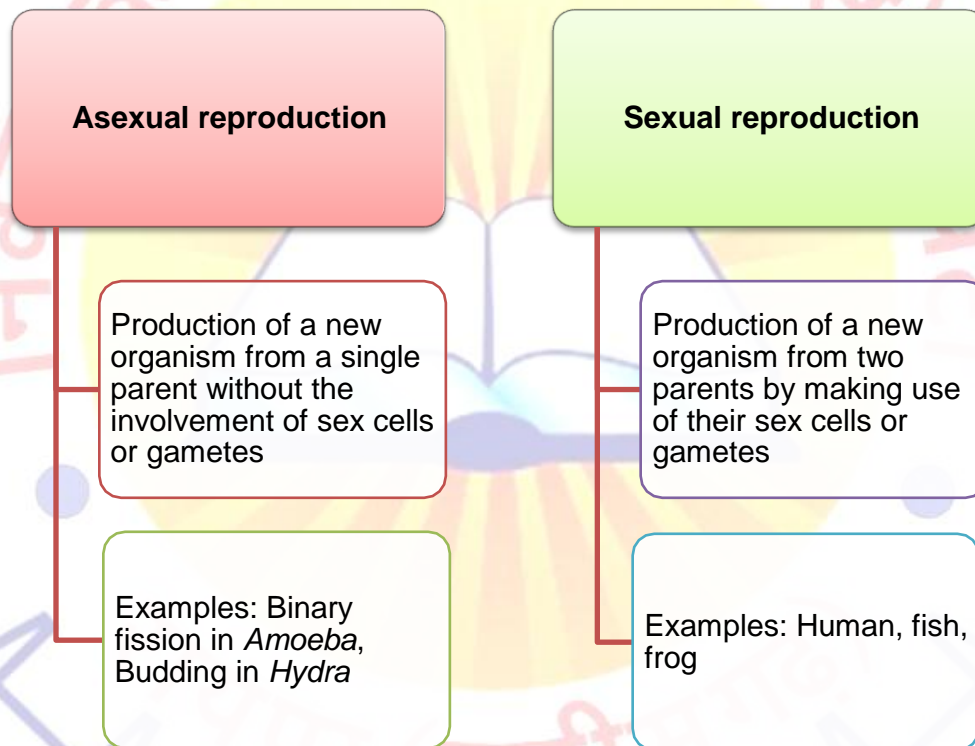 Asexual reproduction
Production of a new
organism from a single
parent without the
involvement of sex cells
or gametes
Examples: Binary
fission in Amoeba,
Budding in Hydra
Sexual reproduction
Production of a new
organism from two
parents by making use
of their sex cells or
gametes
Examples: Human, fish,
frog